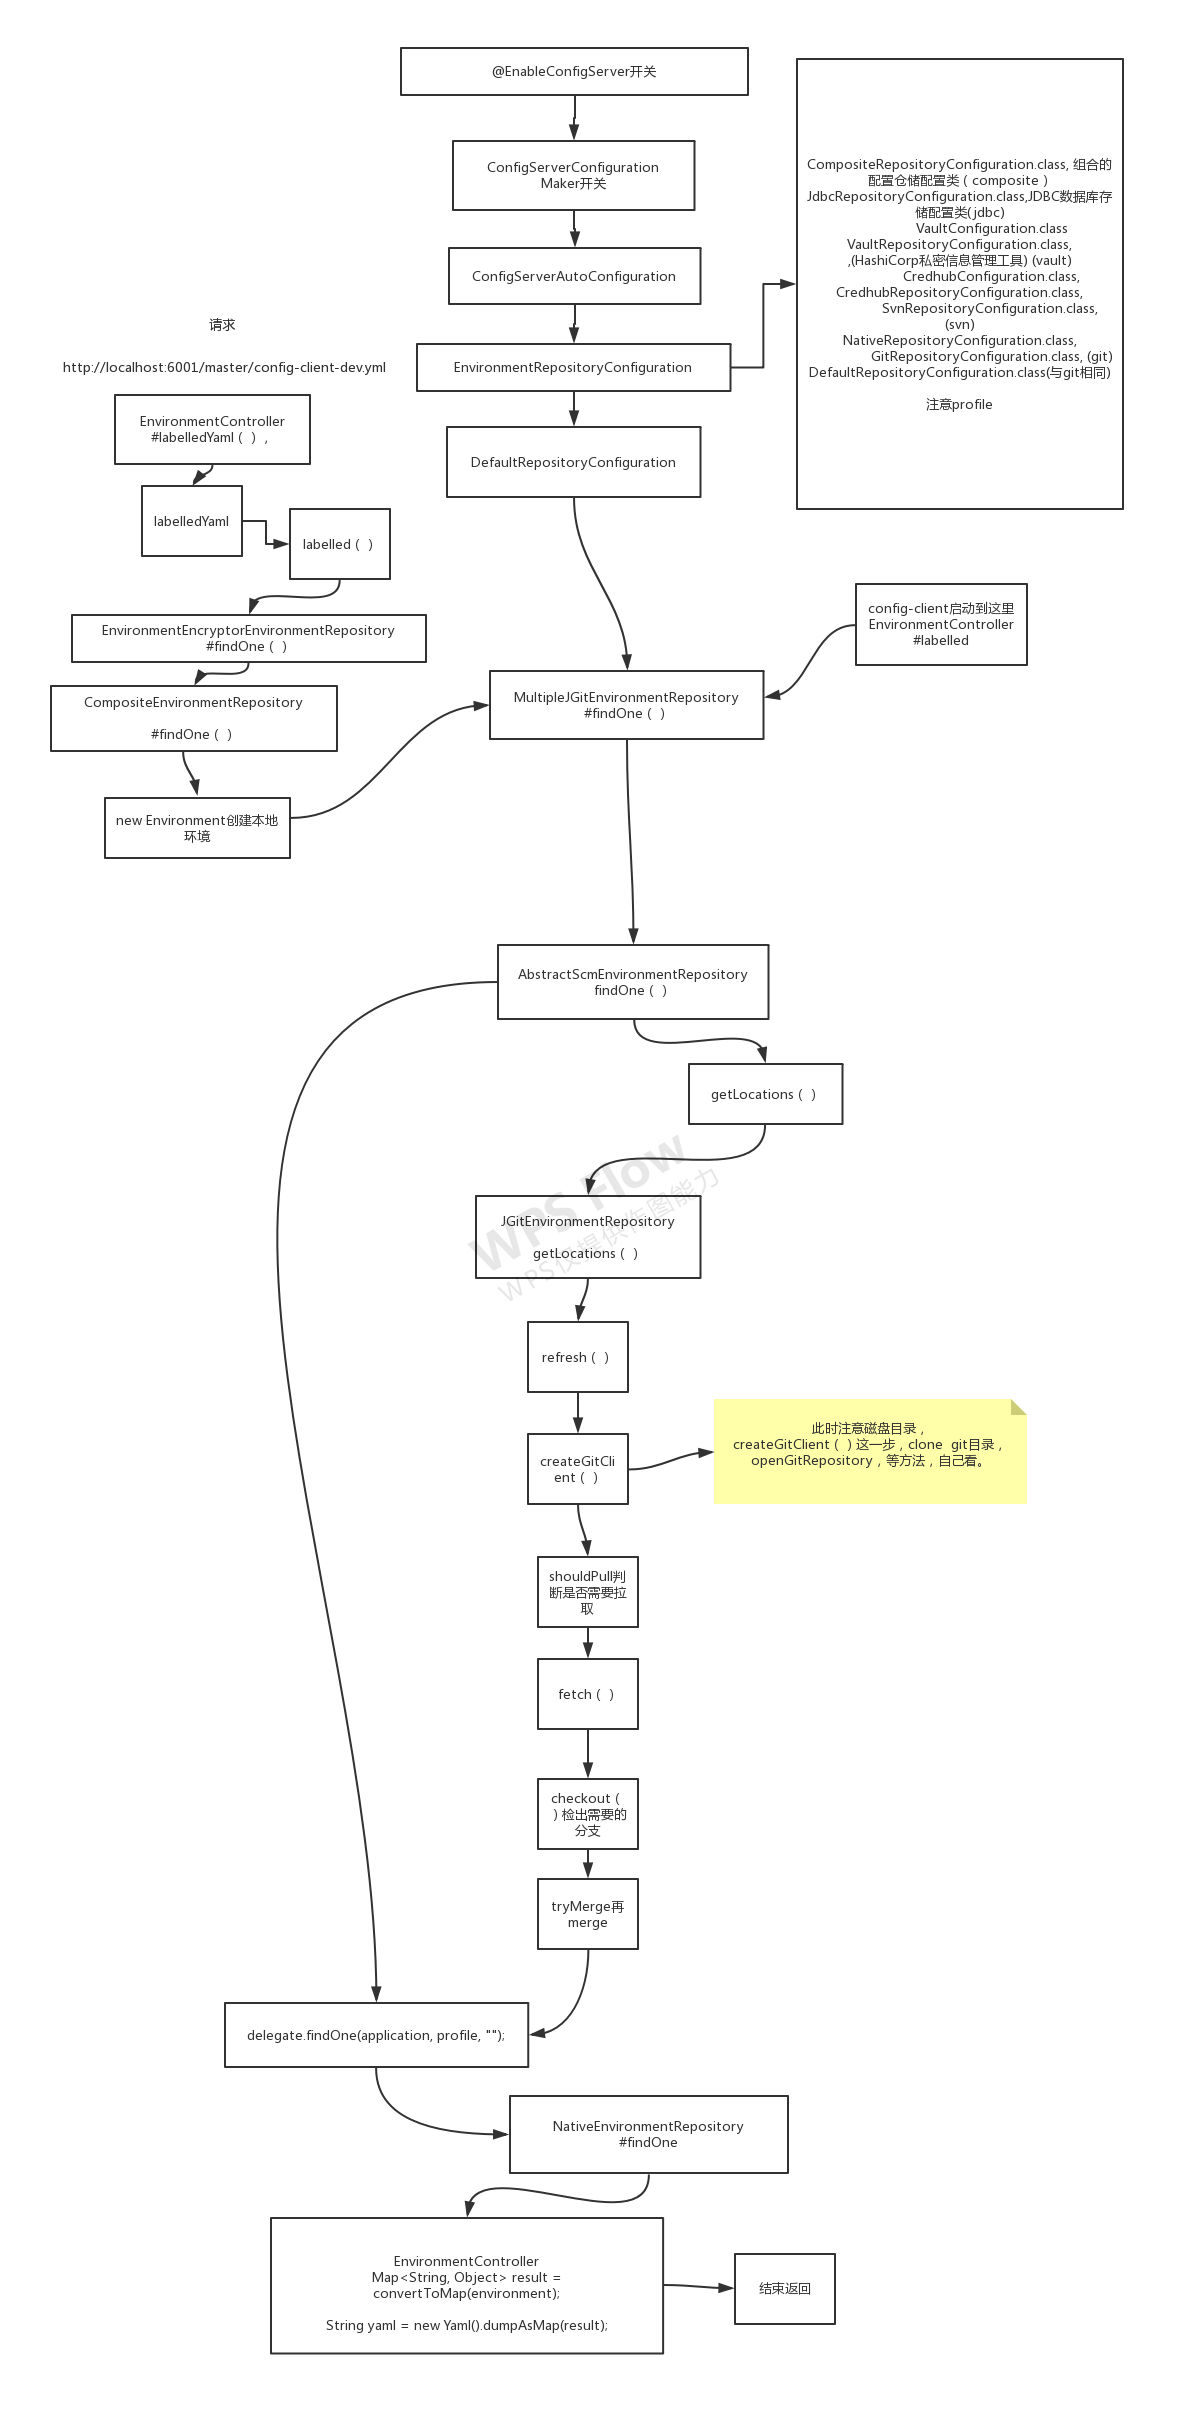 @EnableConfigServer开关
ConfigServerConfiguration
Maker开关
ConfigServerAutoConfiguration
EnvironmentRepositoryConfiguration
CompositeRepositoryConfiguration.class, 组合的
配置仓储配置类（composite）
JdbcRepositoryConfiguration.class,JDBC数据库存
储配置类(jdbc)
VaultConfiguration.class
VaultRepositoryConfiguration.class,
,(HashiCorp私密信息管理工具) (vault)
CredhubConfiguration.class,
CredhubRepositoryConfiguration.class,
SvnRepositoryConfiguration.class,
(svn)
NativeRepositoryConfiguration.class,
GitRepositoryConfiguration.class, (git)
DefaultRepositoryConfiguration.class(与git相同)
注意profile
DefaultRepositoryConfiguration
请求
http://localhost:6001/master/config-client-dev.yml
EnvironmentController
#labelledYaml（ ），
labelledYaml
labelled（ ）
EnvironmentEncryptorEnvironmentRepository
#findOne（ ）
CompositeEnvironmentRepository
#findOne（ ）
new Environment创建本地
环境
config-client启动到这里
EnvironmentController
#labelled
MultipleJGitEnvironmentRepository
#findOne（ ）
AbstractScmEnvironmentRepository
findOne（ ）
getLocations（ ）
WPS Flow
WPS仅提供作图能力
JGitEnvironmentRepository
getLocations（ ）
refresh（ ）
createGitCli
ent（ ）
此时注意磁盘目录，
createGitClient（ ）这一步，clone git目录，
openGitRepository，等方法，自己看。
shouldPull判
断是否需要拉
取
fetch（ ）
checkout（
）检出需要的
分支
tryMerge再
merge
delegate.findOne(application, profile, "");
NativeEnvironmentRepository
#findOne
EnvironmentController
Map<String, Object> result =
convertToMap(environment);
String yaml = new Yaml().dumpAsMap(result);
结束返回